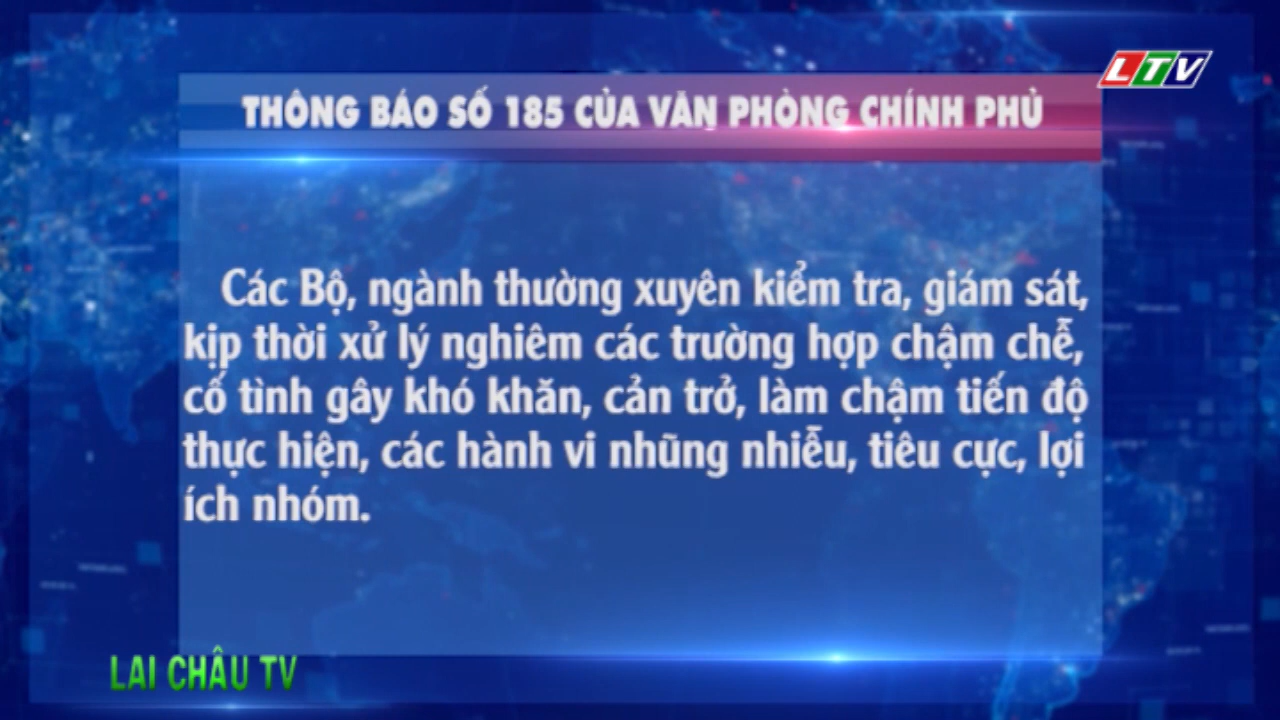 LTV
THÔNG BÁO SỐ 185 CỦA VĂN PHÒNG CHÍNH PHỦ
Các Bộ, ngành thường xuyên kiểm tra, giám sát,
kịp thời xử lý nghiêm các trường hợp chậm chễ,
cố tình gây khó khăn, cản trở, làm chậm tiến độ
thực hiện, các hành vi nhũng nhiễu, tiêu cực, lợi
ích nhóm.
LAI CHÂU TV